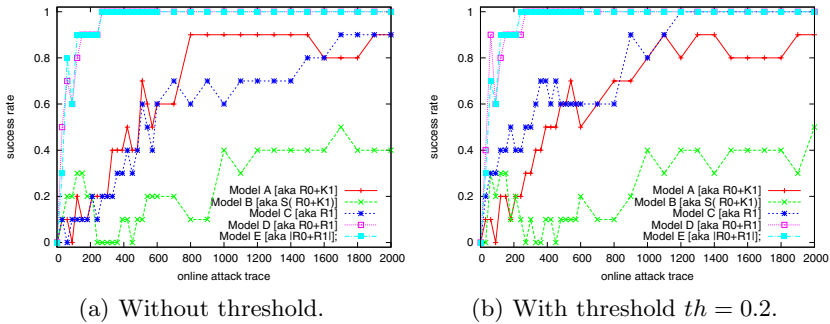 1
0.8
0.6
0.4
0.2
0
success rate
0 200 400 600 800 1000 1200 1400 1600 1800 2000
online attack trace
Model A [aka R0+K1]
Model B [aka S( R0+K1)]
Model C [aka R1]
Model D [aka R0+R1]
Model E [aka |R0+R1|];
(a) Without threshold.
1
0.8
0.6
0.4
0.2
0
success rate
0 200 400 600 800 1000 1200 1400 1600 1800 2000
online attack trace
Model A [aka R0+K1]
Model B [aka S( R0+K1)]
Model C [aka R1]
Model D [aka R0+R1]
Model E [aka |R0+R1|];
(b) With threshold th = 0.2.